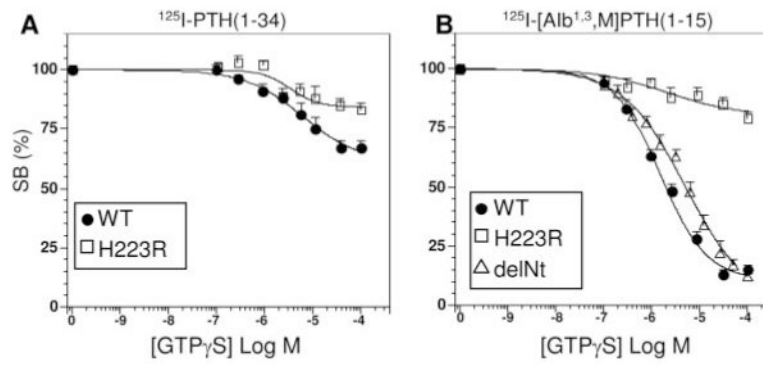 A
¹²⁵I-PTH(1-34)
100
75
50
25
0
SB (%)
● WT
□ H223R
0 -9 -8 -7 -6 -5 -4
[GTPγS] Log M
B
¹²⁵I-[Aib¹,³,M]PTH(1-15)
100
75
50
25
0
● WT
□ H223R
△ delNt
0 -9 -8 -7 -6 -5 -4
[GTPγS] Log M